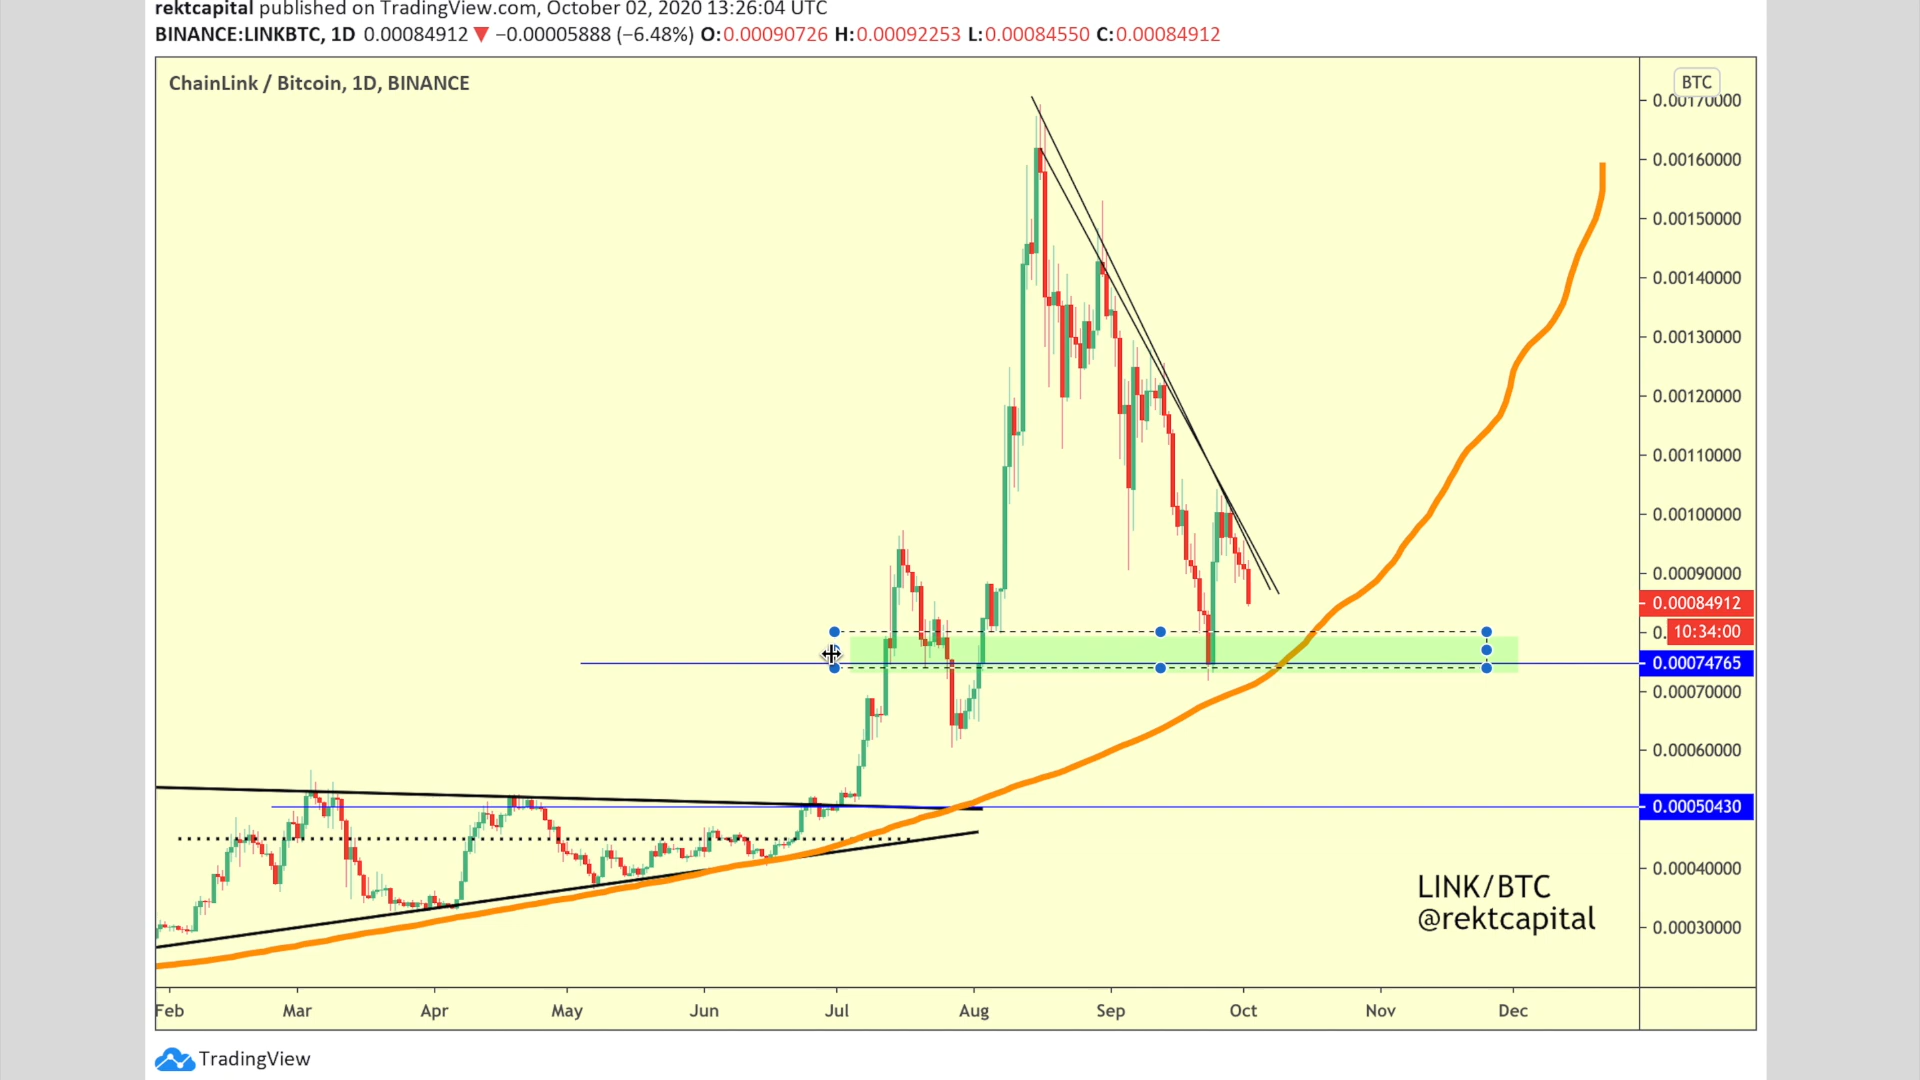 rektcapital published on TradingView.com, October 02, 2020 13:26:04 UTC
BINANCE:LINKBTC, 1D 0.00084912 ▼ −0.00005888 (−6.48%) O:0.00090726 H:0.00092253 L:0.00084550 C:0.00084912
ChainLink / Bitcoin, 1D, BINANCE
BTC
0.00170000
0.00160000
0.00150000
0.00140000
0.00130000
0.00120000
0.00110000
0.00100000
0.00090000
0.00084912
0. 10:34:00
0.00074765
0.00070000
0.00060000
0.00050430
0.00040000
0.00030000
LINK/BTC
@rektcapital
Feb Mar Apr May Jun Jul Aug Sep Oct Nov Dec
TradingView